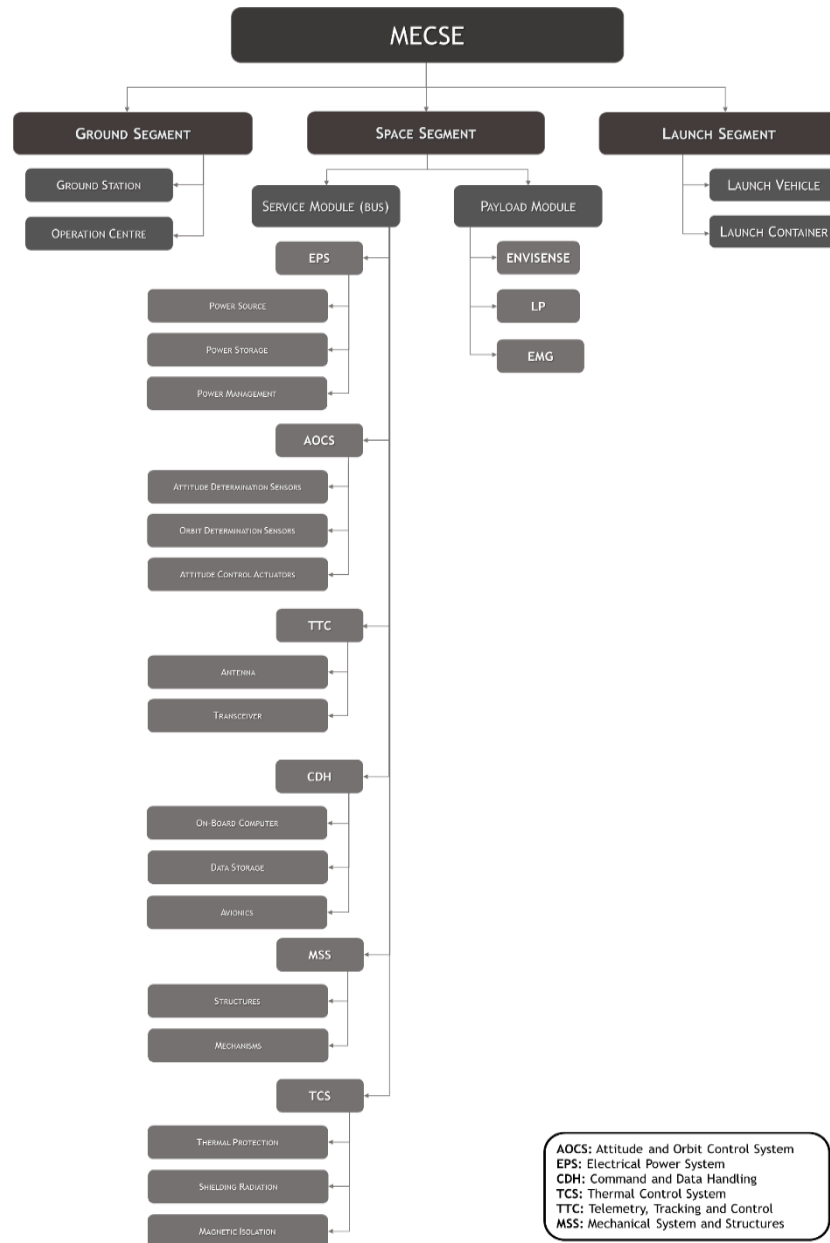 MECSE
GROUND SEGMENT
SPACE SEGMENT
LAUNCH SEGMENT
GROUND STATION
OPERATION CENTRE
SERVICE MODULE (BUS)
PAYLOAD MODULE
LAUNCH VEHICLE
LAUNCH CONTAINER
EPS
POWER SOURCE
POWER STORAGE
POWER MANAGEMENT
AOCS
ATTITUDE DETERMINATION SENSORS
ORBIT DETERMINATION SENSORS
ATTITUDE CONTROL ACTUATORS
TTC
ANTENNA
TRANSCEIVER
CDH
ON-BOARD COMPUTER
DATA STORAGE
AVIONICS
MSS
STRUCTURES
MECHANISMS
TCS
THERMAL PROTECTION
SHIELDING RADIATION
MAGNETIC ISOLATION
ENVISENSE
LP
EMG
AOCS: Attitude and Orbit Control System
EPS: Electrical Power System
CDH: Command and Data Handling
TCS: Thermal Control System
TTC: Telemetry, Tracking and Control
MSS: Mechanical System and Structures